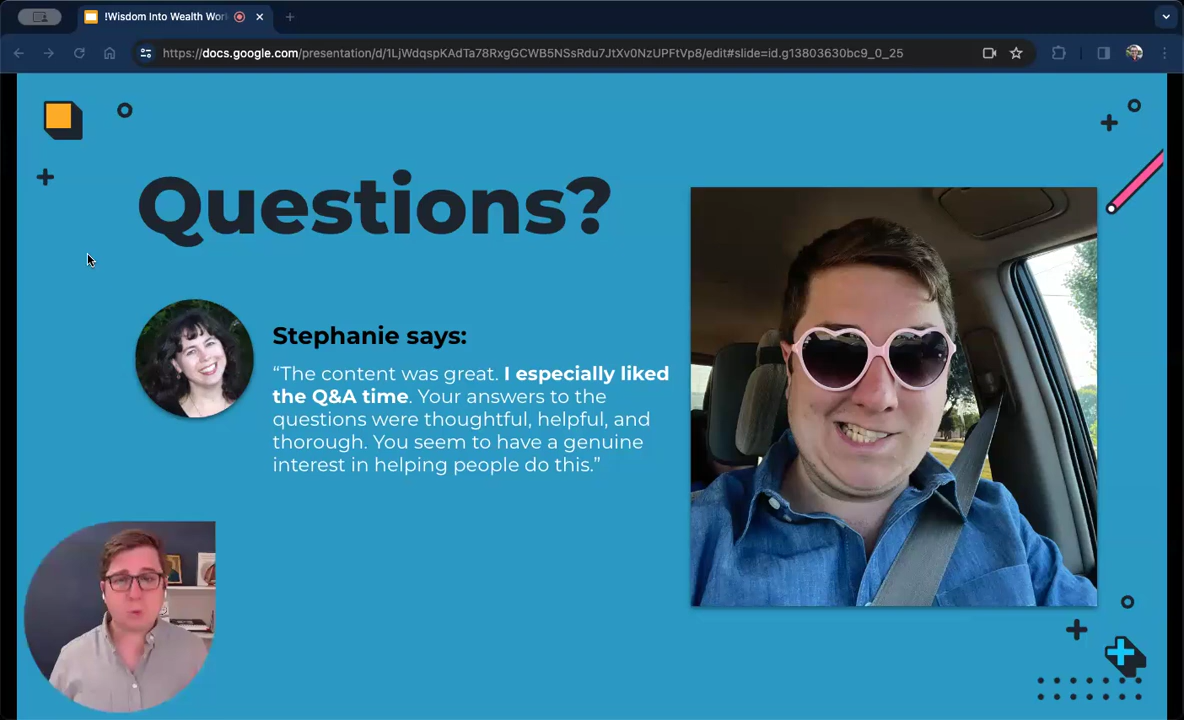 !Wisdom Into Wealth Wor
https://docs.google.com/presentation/d/1LjWdqspKAdTa78RxgGCWB5NSsRdu7JtXv0NzUPFtVp8/edit#slide=id.g13803630bc9_0_25
Questions?
Stephanie says:
“The content was great. I especially liked
the Q&A time. Your answers to the
questions were thoughtful, helpful, and
thorough. You seem to have a genuine
interest in helping people do this.”